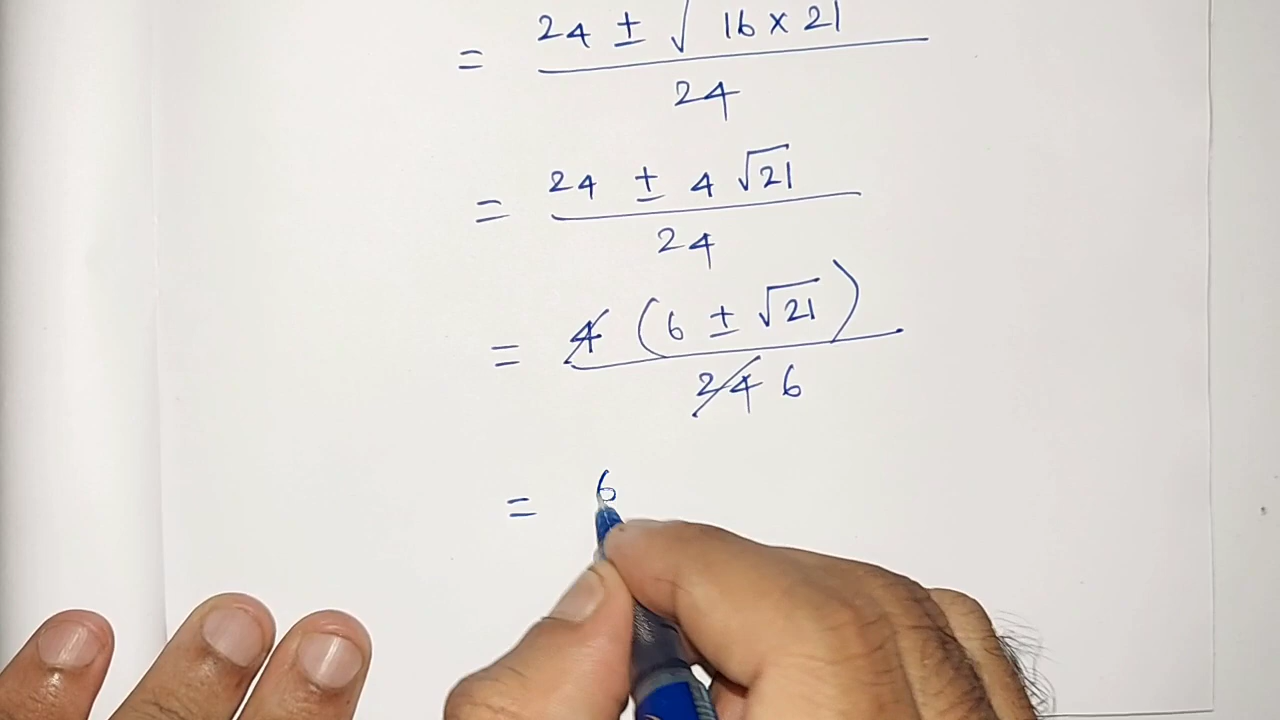 = 24 ± √ 16 × 21 / 24
= 24 ± 4 √21 / 24
= 4 (6 ± √21) / 24 6
= 6